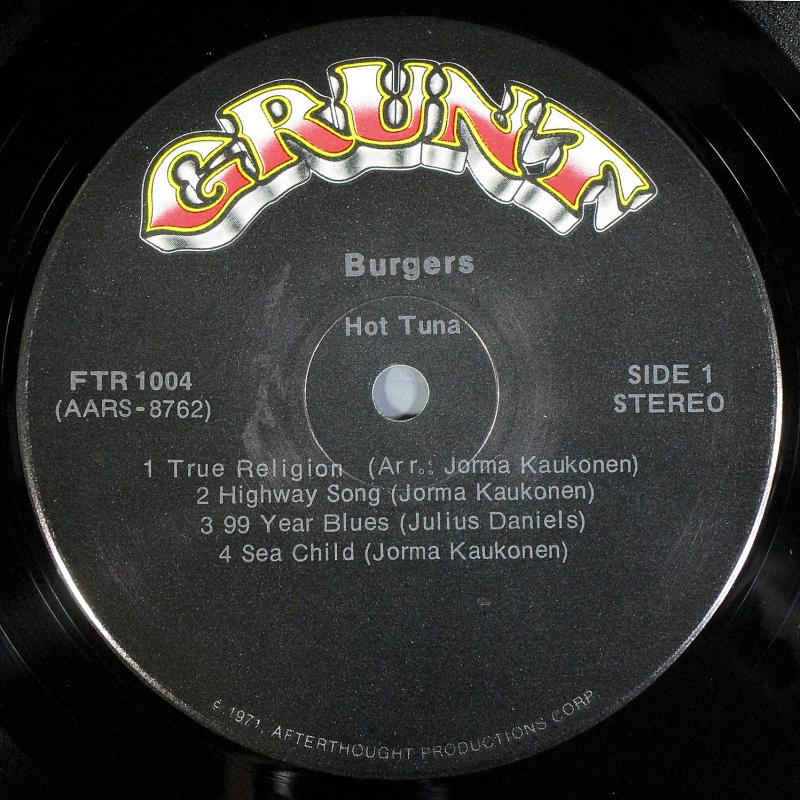 GRUNT
Burgers
Hot Tuna
FTR 1004
(AARS-8762)
SIDE 1
STEREO
1 True Religion (Arr.: Jorma Kaukonen)
2 Highway Song (Jorma Kaukonen)
3 99 Year Blues (Julius Daniels)
4 Sea Child (Jorma Kaukonen)
c 1971, AFTERTHOUGHT PRODUCTIONS CORP